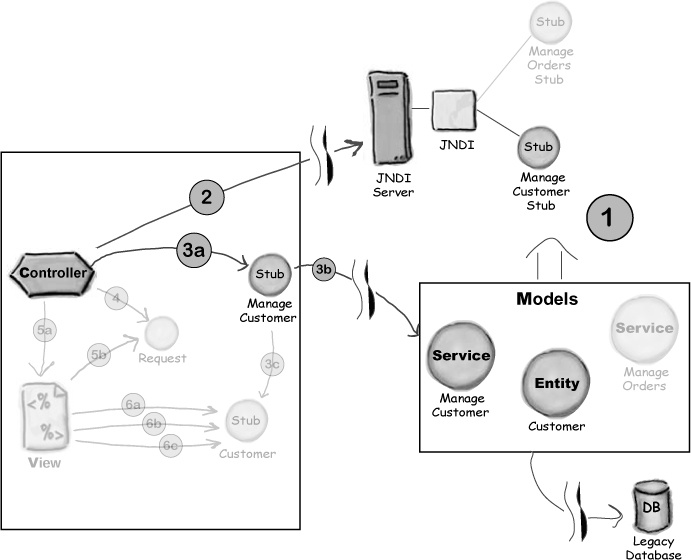 Stub
Manage
Orders
Stub
JNDI
Server
JNDI
Stub
Manage
Customer
Stub
1
2
3a
3b
Controller
Stub
Manage
Customer
4
5a
5b
Request
3c
<%
%>
View
6a
6b
6c
Stub
Customer
Models
Service
Manage
Customer
Entity
Customer
Service
Manage
Orders
DB
Legacy
Database